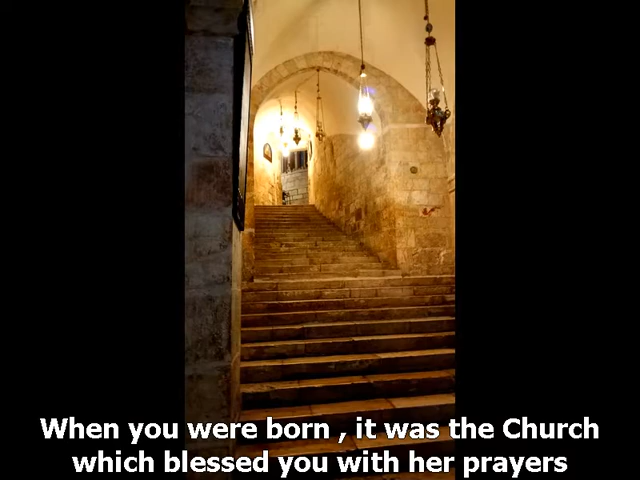 When you were born , it was the Church
which blessed you with her prayers